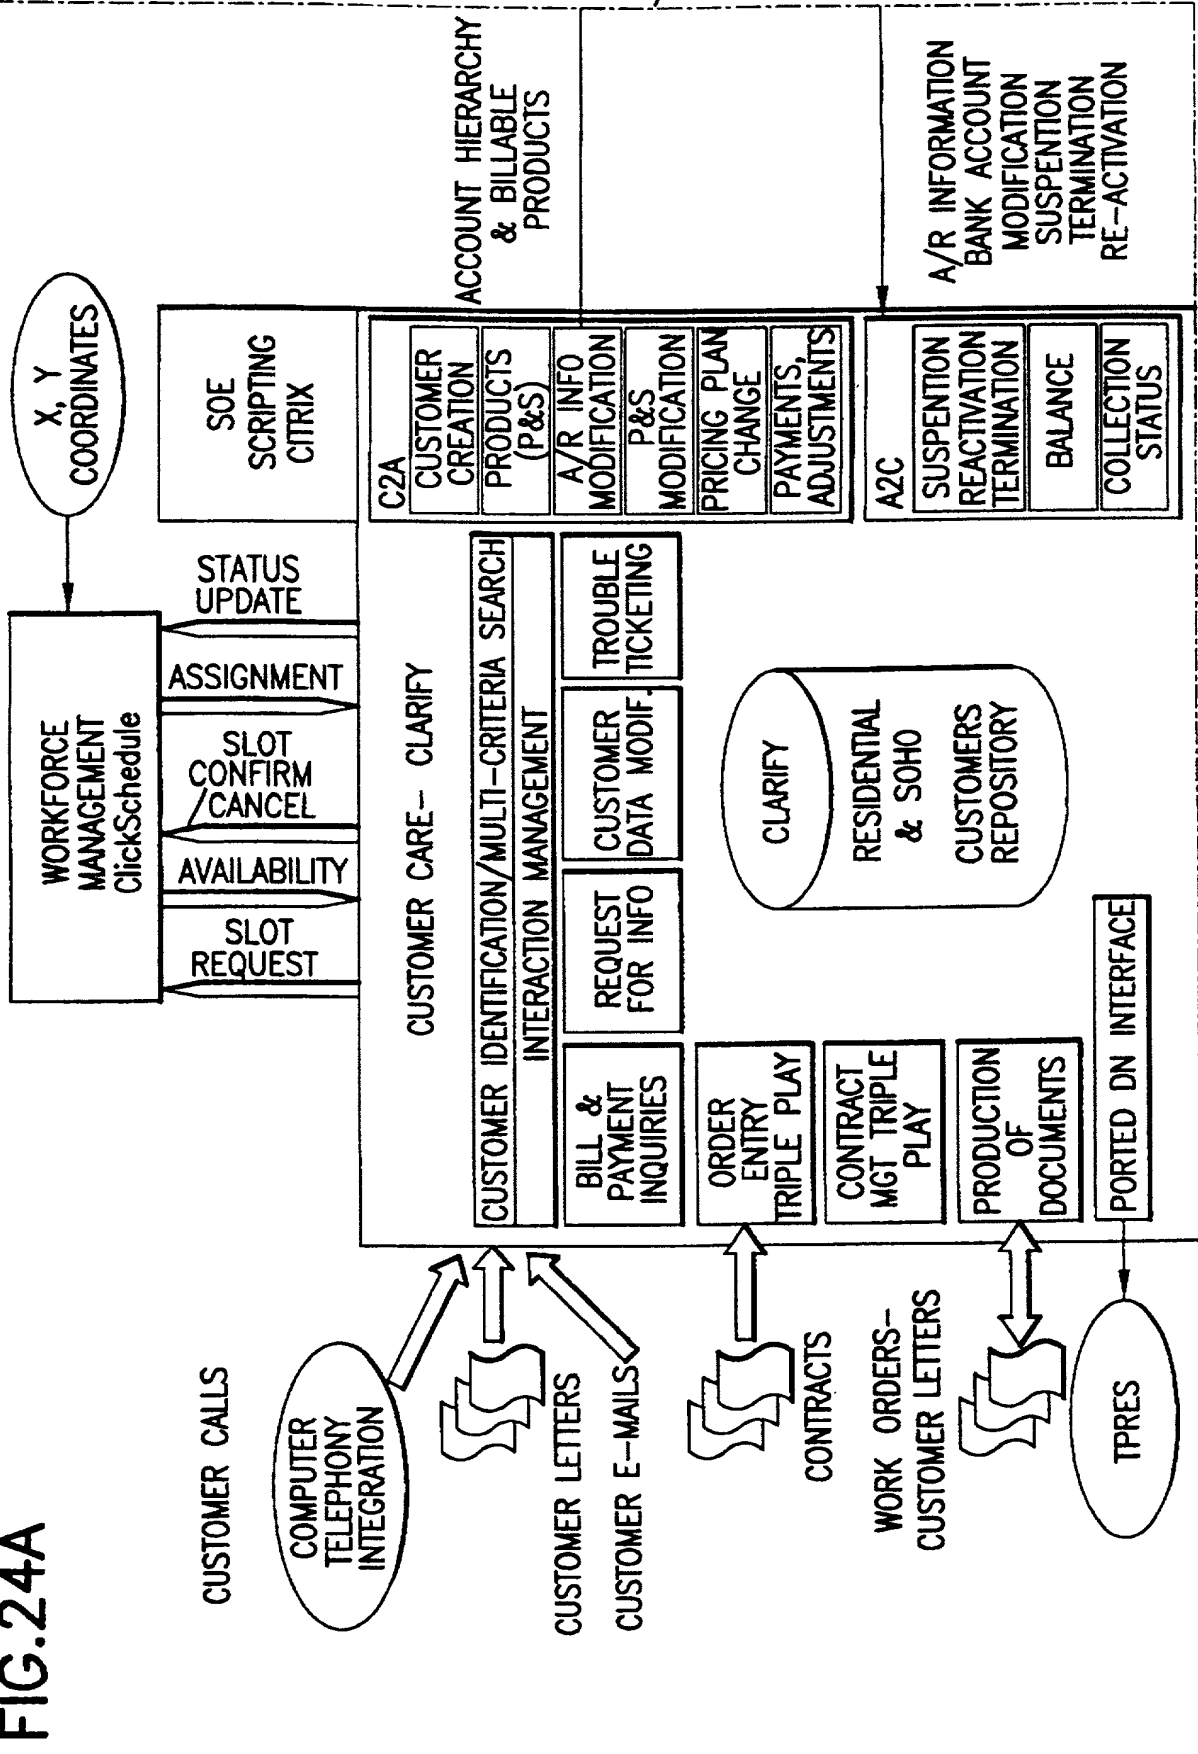 FIG.24A
X, Y
COORDINATES
WORKFORCE
MANAGEMENT
ClickSchedule
SLOT
REQUEST
AVAILABILITY
SLOT
CONFIRM
/CANCEL
ASSIGNMENT
STATUS
UPDATE
SOE
SCRIPTING
CITRIX
CUSTOMER CALLS
COMPUTER
TELEPHONY
INTEGRATION
CUSTOMER LETTERS
CUSTOMER E-MAILS
CONTRACTS
WORK ORDERS-
CUSTOMER LETTERS
TPRES
CUSTOMER CARE- CLARIFY
CUSTOMER IDENTIFICATION/MULTI-CRITERIA SEARCH
INTERACTION MANAGEMENT
BILL &
PAYMENT
INQUIRIES
REQUEST
FOR INFO
CUSTOMER
DATA MODIF.
TROUBLE
TICKETING
ORDER
ENTRY
TRIPLE PLAY
CONTRACT
MGT TRIPLE
PLAY
PRODUCTION
OF
DOCUMENTS
PORTED DN INTERFACE
CLARIFY
RESIDENTIAL
& SOHO
CUSTOMERS
REPOSITORY
C2A
CUSTOMER
CREATION
PRODUCTS
(P&S)
A/R INFO
MODIFICATION
P&S
MODIFICATION
PRICING PLAN
CHANGE
PAYMENTS,
ADJUSTMENTS
A2C
SUSPENTION
REACTIVATION
TERMINATION
BALANCE
COLLECTION
STATUS
ACCOUNT HIERARCHY
& BILLABLE
PRODUCTS
A/R INFORMATION
BANK ACCOUNT
MODIFICATION
SUSPENTION
TERMINATION
RE-ACTIVATION